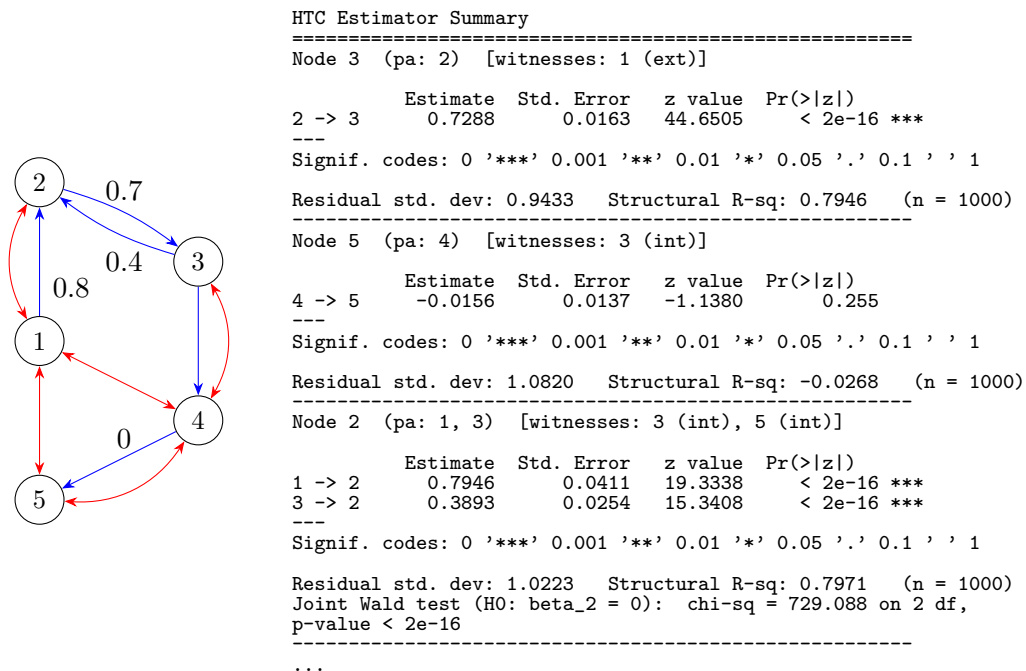 2
0.7
0.4
3
0.8
1
4
0
5
HTC Estimator Summary
=======================================================
Node 3  (pa: 2)  [witnesses: 1 (ext)]
Estimate  Std. Error   z value  Pr(>|z|)
2 -> 3     0.7288      0.0163   44.6505     < 2e-16 ***
---
Signif. codes: 0 '***' 0.001 '**' 0.01 '*' 0.05 '.' 0.1 ' ' 1
Residual std. dev: 0.9433   Structural R-sq: 0.7946   (n = 1000)
-------------------------------------------------------
Node 5  (pa: 4)  [witnesses: 3 (int)]
Estimate  Std. Error   z value  Pr(>|z|)
4 -> 5    -0.0156      0.0137   -1.1380       0.255
---
Signif. codes: 0 '***' 0.001 '**' 0.01 '*' 0.05 '.' 0.1 ' ' 1
Residual std. dev: 1.0820   Structural R-sq: -0.0268   (n = 1000)
-------------------------------------------------------
Node 2  (pa: 1, 3)  [witnesses: 3 (int), 5 (int)]
Estimate  Std. Error   z value  Pr(>|z|)
1 -> 2     0.7946      0.0411   19.3338     < 2e-16 ***
3 -> 2     0.3893      0.0254   15.3408     < 2e-16 ***
---
Signif. codes: 0 '***' 0.001 '**' 0.01 '*' 0.05 '.' 0.1 ' ' 1
Residual std. dev: 1.0223   Structural R-sq: 0.7971   (n = 1000)
Joint Wald test (H0: beta_2 = 0):  chi-sq = 729.088 on 2 df,
p-value < 2e-16
-------------------------------------------------------
...